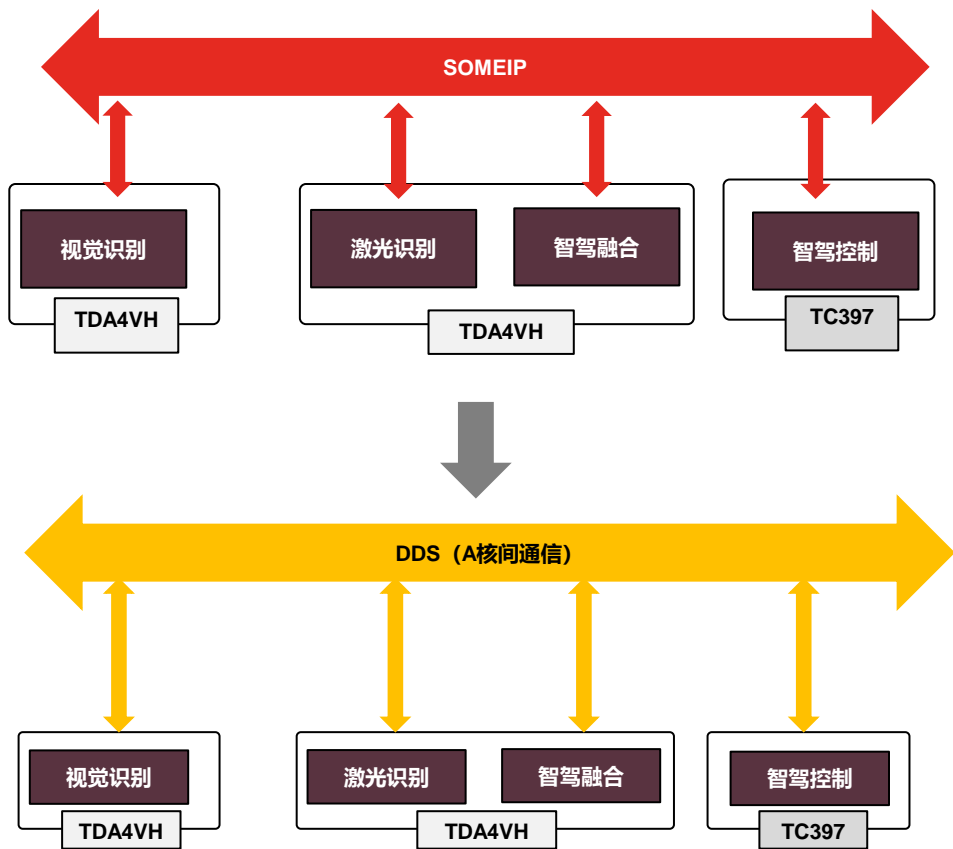 SOMEIP
视觉识别
激光识别
智驾融合
智驾控制
TDA4VH
TDA4VH
TC397
DDS（A核间通信）
视觉识别
激光识别
智驾融合
智驾控制
TDA4VH
TDA4VH
TC397